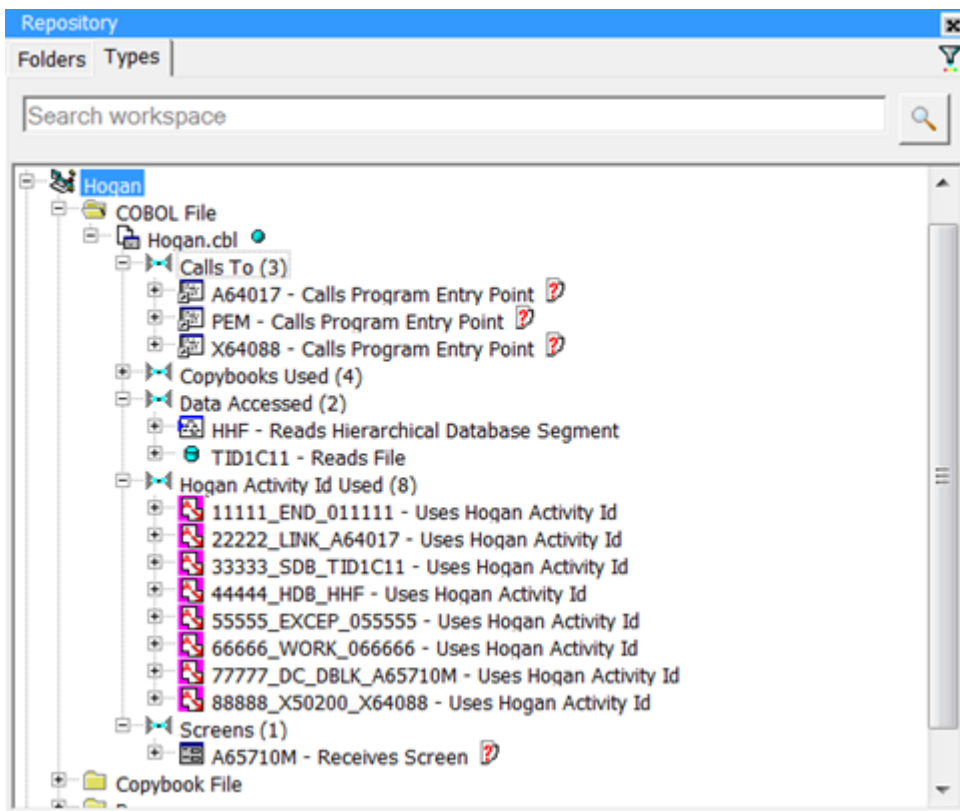 Repository
Folders Types
Search workspace
Hogan
COBOL File
Hogan.cbl
Calls To (3)
A64017 - Calls Program Entry Point
PEM - Calls Program Entry Point
X64088 - Calls Program Entry Point
Copybooks Used (4)
Data Accessed (2)
HHF - Reads Hierarchical Database Segment
TID1C11 - Reads File
Hogan Activity Id Used (8)
11111_END_011111 - Uses Hogan Activity Id
22222_LINK_A64017 - Uses Hogan Activity Id
33333_SDB_TID1C11 - Uses Hogan Activity Id
44444_HDB_HHF - Uses Hogan Activity Id
55555_EXCEP_055555 - Uses Hogan Activity Id
66666_WORK_066666 - Uses Hogan Activity Id
77777_DC_DBLK_A65710M - Uses Hogan Activity Id
88888_X50200_X64088 - Uses Hogan Activity Id
Screens (1)
A65710M - Receives Screen
Copybook File